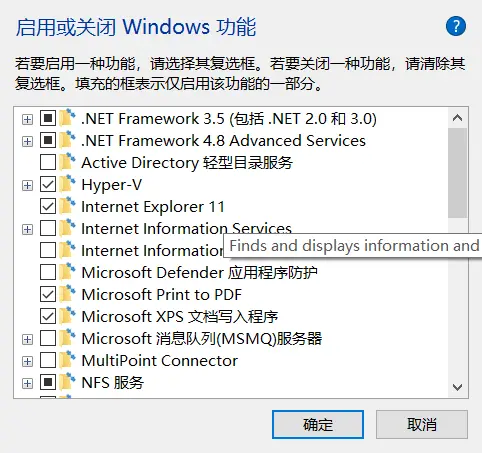 启用或关闭 Windows 功能
若要启用一种功能，请选择其复选框。若要关闭一种功能，请清除其
复选框。填充的框表示仅启用该功能的一部分。
.NET Framework 3.5 (包括 .NET 2.0 和 3.0)
.NET Framework 4.8 Advanced Services
Active Directory 轻型目录服务
Hyper-V
Internet Explorer 11
Internet Information Services
Internet Information
Finds and displays information and
Microsoft Defender 应用程序防护
Microsoft Print to PDF
Microsoft XPS 文档写入程序
Microsoft 消息队列(MSMQ)服务器
MultiPoint Connector
NFS 服务
确定
取消